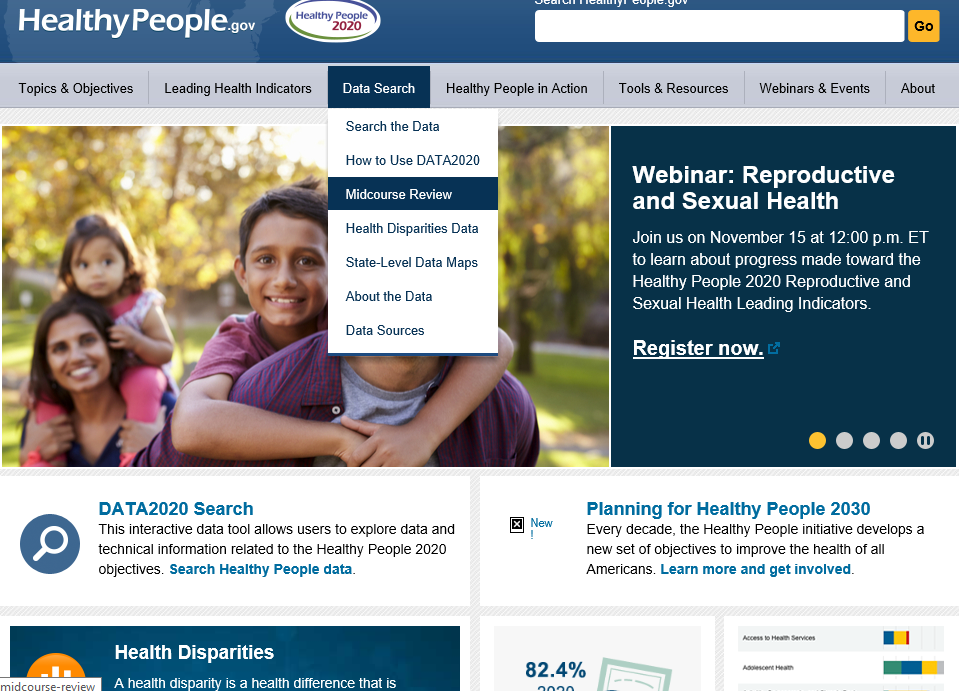 Search HealthyPeople.gov
HealthyPeople.gov
Healthy People
2020
Go
Topics & Objectives
Leading Health Indicators
Data Search
Healthy People in Action
Tools & Resources
Webinars & Events
About
Search the Data
How to Use DATA2020
Midcourse Review
Health Disparities Data
State-Level Data Maps
About the Data
Data Sources
Webinar: Reproductive
and Sexual Health
Join us on November 15 at 12:00 p.m. ET
to learn about progress made toward the
Healthy People 2020 Reproductive and
Sexual Health Leading Indicators.
Register now.
DATA2020 Search
This interactive data tool allows users to explore data and
technical information related to the Healthy People 2020
objectives. Search Healthy People data.
New
!
Planning for Healthy People 2030
Every decade, the Healthy People initiative develops a
new set of objectives to improve the health of all
Americans. Learn more and get involved.
Health Disparities
A health disparity is a health difference that is
82.4%
2020
Access to Health Services
Adolescent Health
midcourse-review